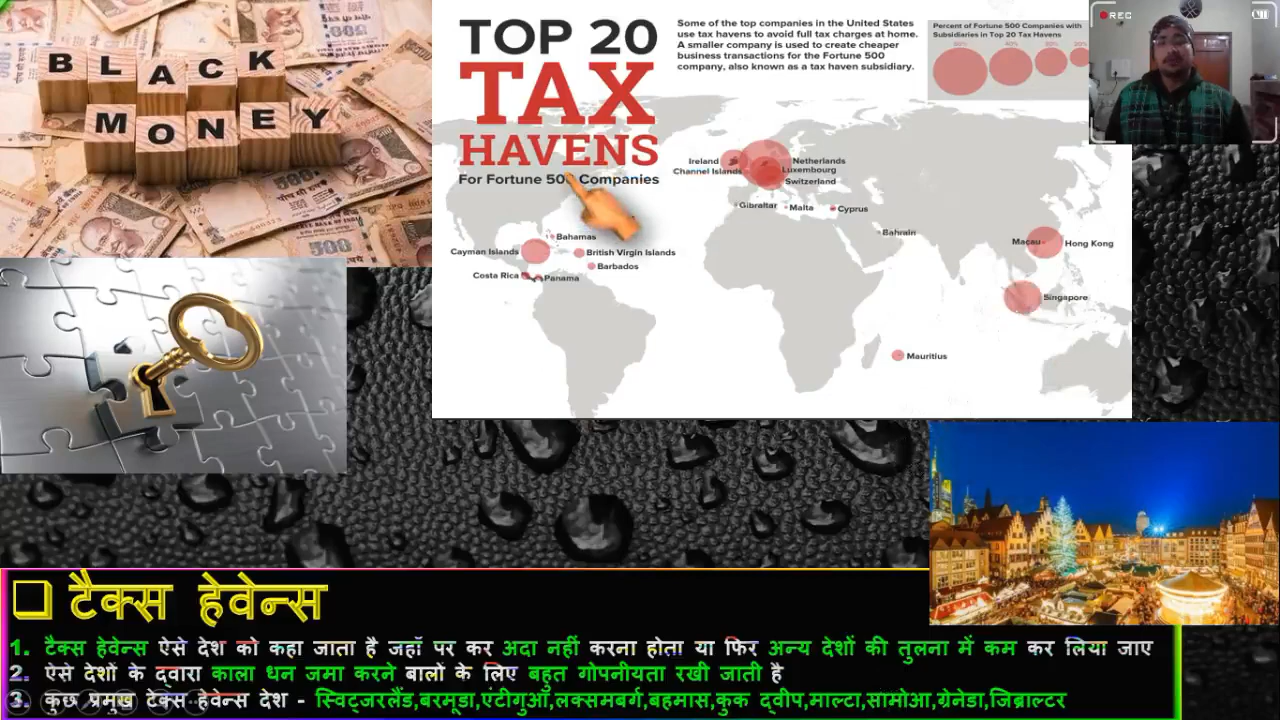 BLACK
MONEY
TOP 20
TAX
HAVENS
For Fortune 500 Companies
Some of the top companies in the United States
use tax havens to avoid full tax charges at home.
A smaller company is used to create cheaper
business transactions for the Fortune 500
company, also known as a tax haven subsidiary.
Percent of Fortune 500 Companies with
Subsidiaries in Top 20 Tax Havens
REC
Ireland
Channel Islands
Netherlands
Luxembourg
Switzerland
Gibraltar
Malta
Cyprus
Bahrain
Macau
Hong Kong
Singapore
Mauritius
Bahamas
Cayman Islands
British Virgin Islands
Barbados
Costa Rica
Panama
टैक्स हेवेन्स
1. टैक्स हेवेन्स ऐसे देश को कहा जाता है जहाँ पर कर अदा नहीं करना होता या फिर अन्य देशों की तुलना में कम कर लिया जाए
2. ऐसे देशों के द्वारा काला धन जमा करने बालों के लिए बहुत गोपनीयता रखी जाती है
3. कुछ प्रमुख टेक्स हेवेन्स देश - स्विट्जरलैंड,बरमूडा,एंटीगुआ,लक्समबर्ग,बहमास,कुक द्वीप,माल्टा,सामोआ,ग्रेनेडा,जिब्राल्टर